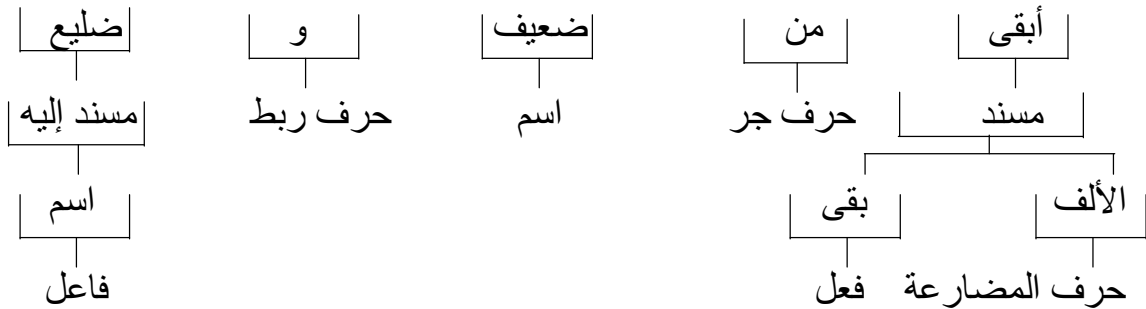 أبقى من ضعيف و ضليع
مسند حرف جر اسم حرف ربط مسند إليه
الألف بقى اسم
حرف المضارعة فعل فاعل